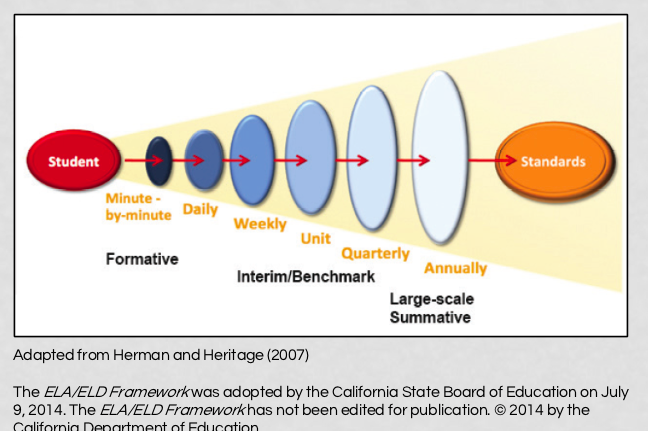 Student
Standards
Minute -
by-minute
Daily
Weekly
Unit
Quarterly
Annually
Formative
Interim/Benchmark
Large-scale
Summative
Adapted from Herman and Heritage (2007)
The ELA/ELD Framework was adopted by the California State Board of Education on July
9, 2014. The ELA/ELD Framework has not been edited for publication. © 2014 by the
California Department of Education.